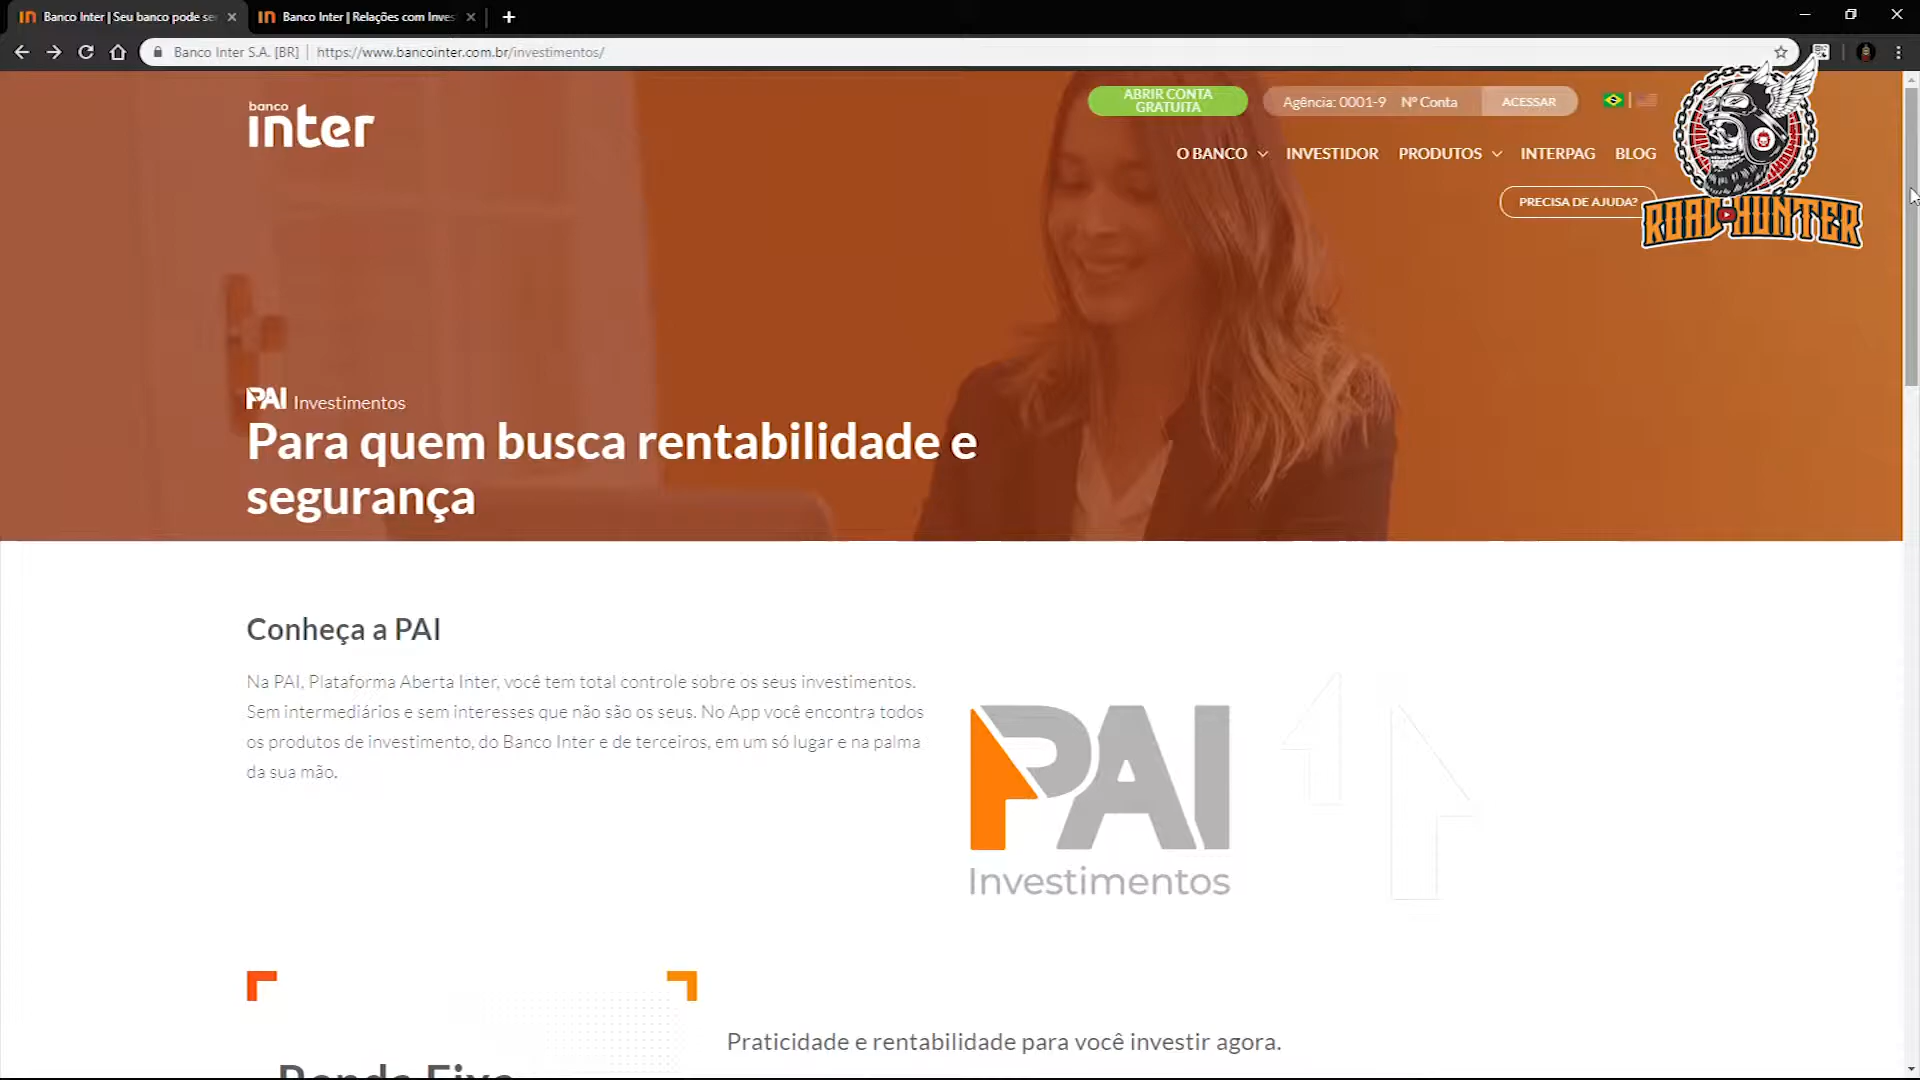 Banco Inter | Seu banco pode se
Banco Inter | Relações com Inves
Banco Inter S.A. [BR] | https://www.bancointer.com.br/investimentos/
banco
inter
ABRIR CONTA
GRATUITA
Agência: 0001-9 Nº Conta ACESSAR
O BANCO INVESTIDOR PRODUTOS INTERPAG BLOG
PRECISA DE AJUDA?
ROAD HUNTER
PAI Investimentos
Para quem busca rentabilidade e
segurança
Conheça a PAI
Na PAI, Plataforma Aberta Inter, você tem total controle sobre os seus investimentos.
Sem intermediários e sem interesses que não são os seus. No App você encontra todos
os produtos de investimento, do Banco Inter e de terceiros, em um só lugar e na palma
da sua mão.
PAI
Investimentos
Praticidade e rentabilidade para você investir agora.
Renda Fixa